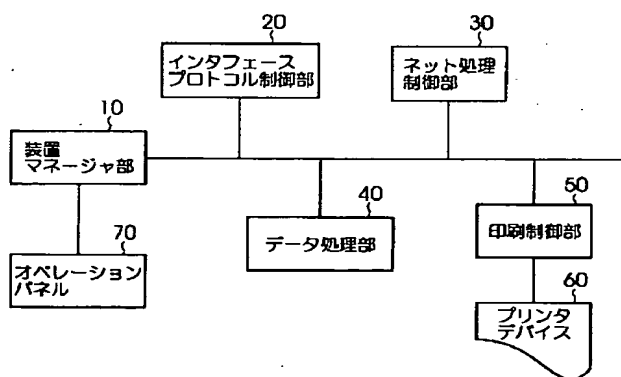 20
インタフェース
プロトコル制御部
30
ネット処理
制御部
10
装置
マネージャ部
40
データ処理部
50
印刷制御部
70
オペレーション
パネル
60
プリンタ
デバイス